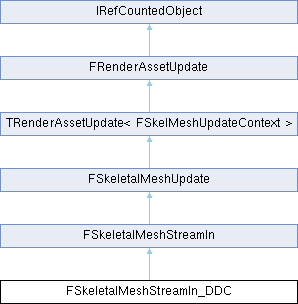 IRefCountedObject
FRenderAssetUpdate
TRenderAssetUpdate< FSkelMeshUpdateContext >
FSkeletalMeshUpdate
FSkeletalMeshStreamIn
FSkeletalMeshStreamIn_DDC